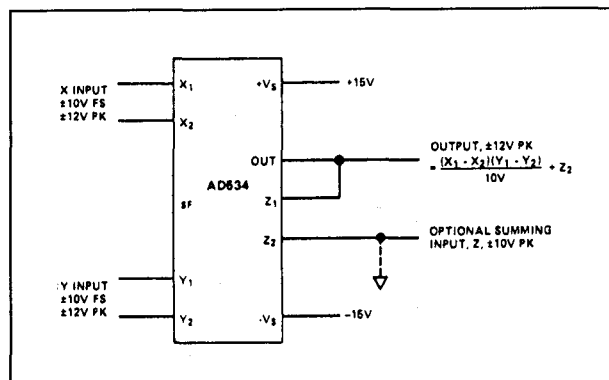 X INPUT
±10V FS
±12V PK
X1
X2
SF
Y INPUT
±10V FS
±12V PK
Y1
Y2
AD534
+VS
+15V
OUT
Z1
Z2
-VS
-15V
OUTPUT, ±12V PK
= (X1 - X2)(Y1 - Y2) / 10V + Z2
OPTIONAL SUMMING
INPUT, Z, ±10V PK